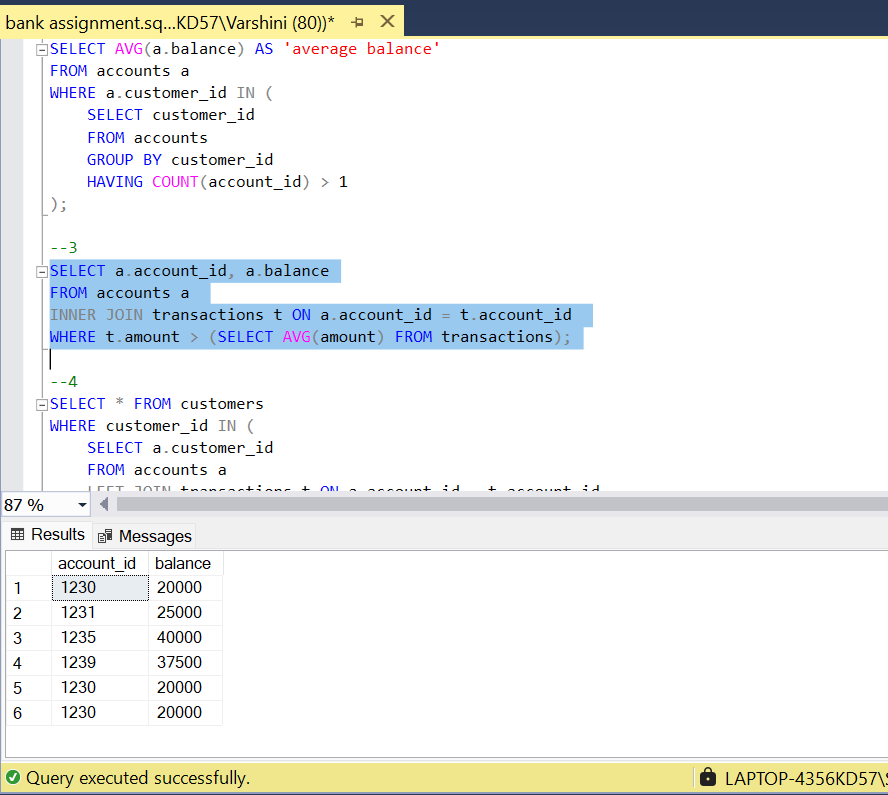 bank assignment.sq...KD57\Varshini (80))*
SELECT AVG(a.balance) AS 'average balance'
FROM accounts a
WHERE a.customer_id IN (
SELECT customer_id
FROM accounts
GROUP BY customer_id
HAVING COUNT(account_id) > 1
);
--3
SELECT a.account_id, a.balance
FROM accounts a
INNER JOIN transactions t ON a.account_id = t.account_id
WHERE t.amount > (SELECT AVG(amount) FROM transactions);
--4
SELECT * FROM customers
WHERE customer_id IN (
SELECT a.customer_id
FROM accounts a
LEFT JOIN transactions t ON a.account_id = t.account_id
87 %
Results Messages
account_id balance
1 1230 20000
2 1231 25000
3 1235 40000
4 1239 37500
5 1230 20000
6 1230 20000
Query executed successfully.
LAPTOP-4356KD57\S